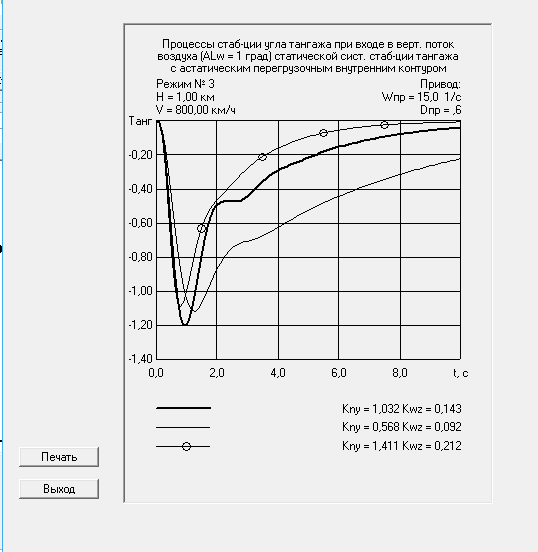 Процессы стаб-ции угла тангажа при входе в верт. поток
воздуха (ALw = 1 град) статической сист. стаб-ции тангажа
с астатическим перегрузочным внутренним контуром
Режим № 3 Привод:
H = 1,00 км Wпр = 15,0 1/с
V = 800,00 км/ч Dпр = ,6
Танг
-0,20
-0,40
-0,60
-0,80
-1,00
-1,20
-1,40
0,0 2,0 4,0 6,0 8,0 t, c
Kny = 1,032 Kwz = 0,143
Kny = 0,568 Kwz = 0,092
Kny = 1,411 Kwz = 0,212
Печать
Выход